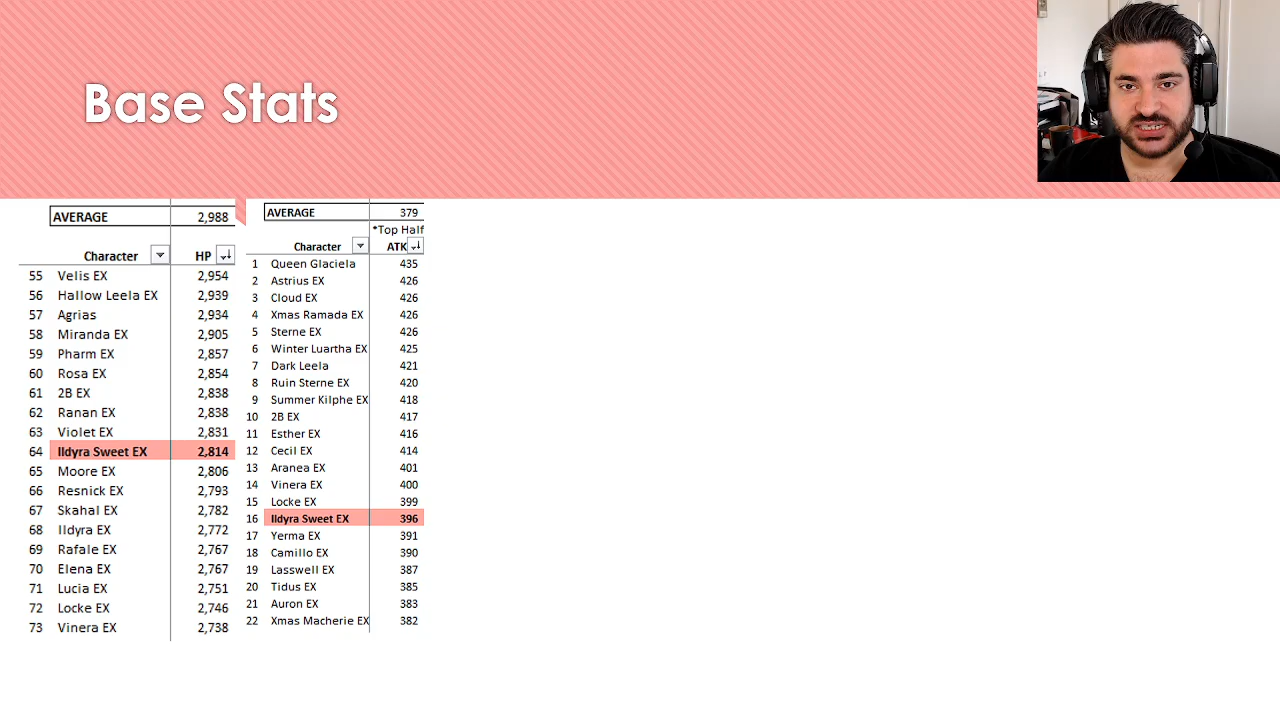 Base Stats
AVERAGE 2,988
Character HP
55 Velis EX 2,954
56 Hallow Leela EX 2,939
57 Agrias 2,934
58 Miranda EX 2,905
59 Pharm EX 2,857
60 Rosa EX 2,854
61 2B EX 2,838
62 Ranan EX 2,838
63 Violet EX 2,831
64 Ildyra Sweet EX 2,814
65 Moore EX 2,806
66 Resnick EX 2,793
67 Skahal EX 2,782
68 Ildyra EX 2,772
69 Rafale EX 2,767
70 Elena EX 2,767
71 Lucia EX 2,751
72 Locke EX 2,746
73 Vinera EX 2,738
AVERAGE 379
*Top Half
Character ATK
1 Queen Glaciela 435
2 Astrius EX 426
3 Cloud EX 426
4 Xmas Ramada EX 426
5 Sterne EX 426
6 Winter Luartha EX 425
7 Dark Leela 421
8 Ruin Sterne EX 420
9 Summer Kilphe EX 418
10 2B EX 417
11 Esther EX 416
12 Cecil EX 414
13 Aranea EX 401
14 Vinera EX 400
15 Locke EX 399
16 Ildyra Sweet EX 396
17 Yerma EX 391
18 Camillo EX 390
19 Lasswell EX 387
20 Tidus EX 385
21 Auron EX 383
22 Xmas Macherie EX 382